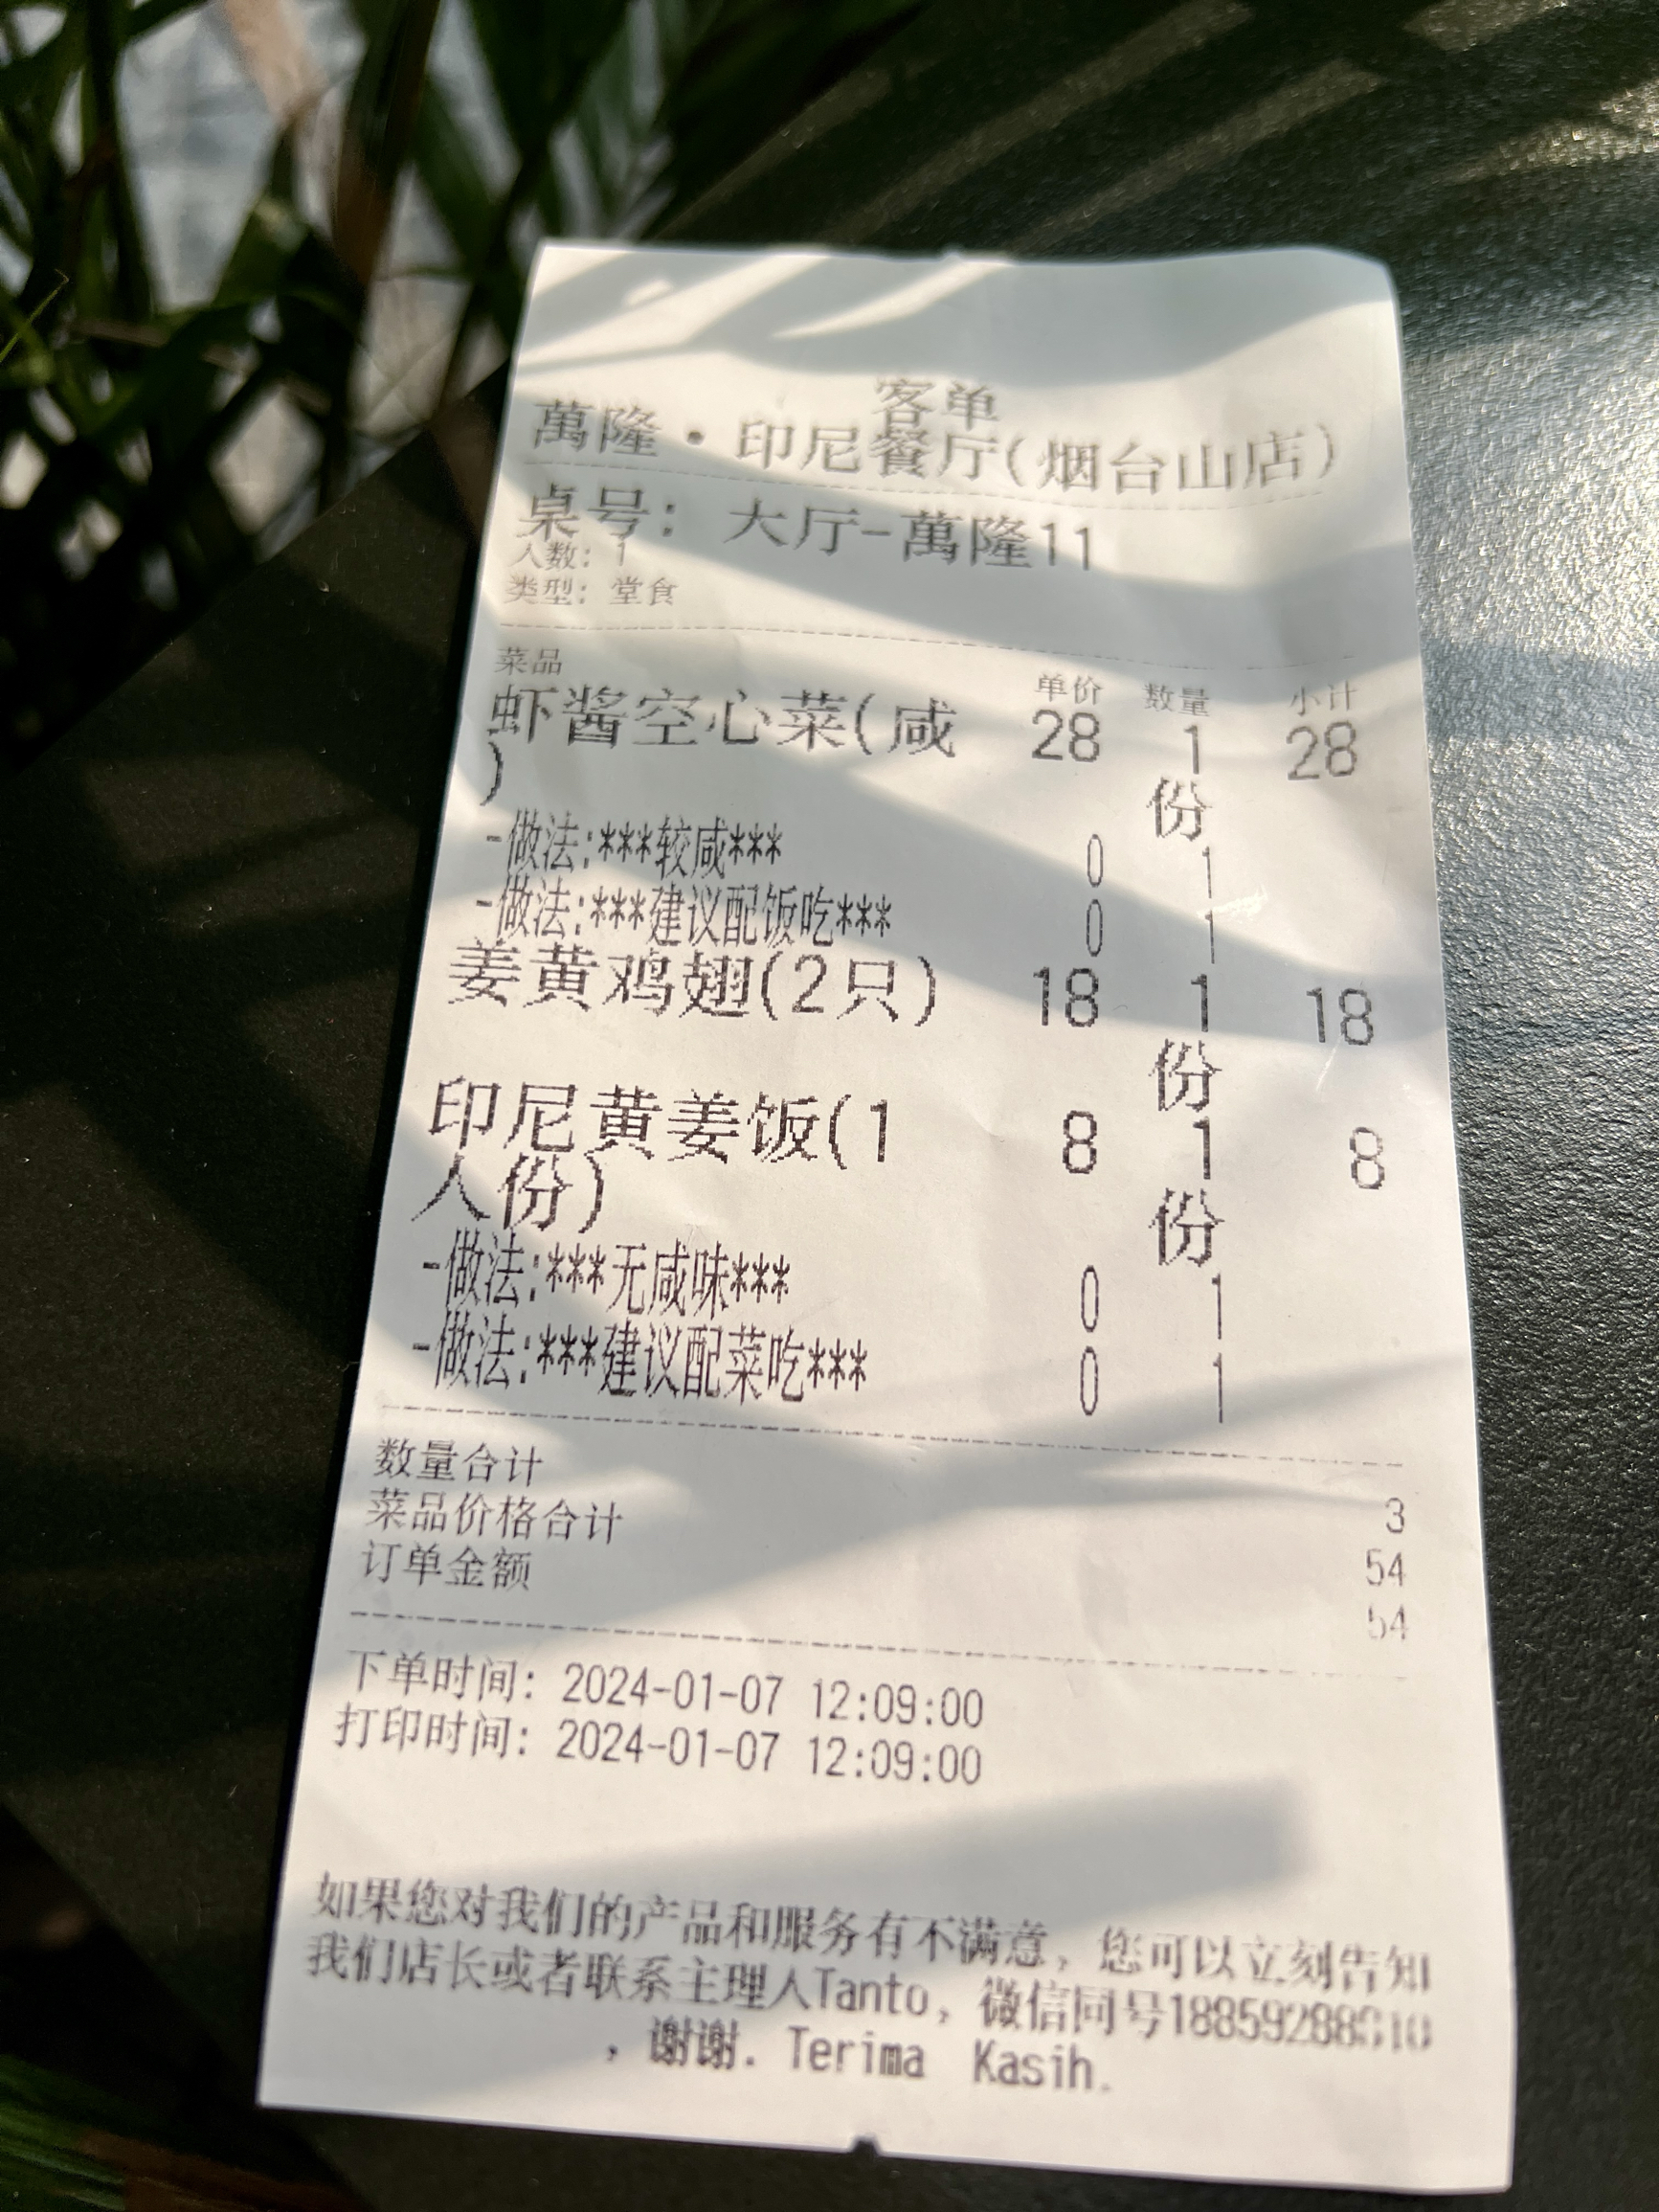 客单
萬隆·印尼餐厅(烟台山店)
桌号: 大厅-萬隆11
人数: 1
类型: 堂食
菜品 单价 数量 小计
虾酱空心菜(咸 28 1 28
) 份
-做法:***较咸*** 0 1
-做法:***建议配饭吃*** 0 1
姜黄鸡翅(2只) 18 1 18
份
印尼黄姜饭(1 8 1 8
人份) 份
-做法:***无咸味*** 0 1
-做法:***建议配菜吃*** 0 1
数量合计 3
菜品价格合计 54
订单金额 54
下单时间: 2024-01-07 12:09:00
打印时间: 2024-01-07 12:09:00
如果您对我们的产品和服务有不满意, 您可以立刻告知
我们店长或者联系主理人Tanto, 微信同号
, 谢谢. Terima Kasih.